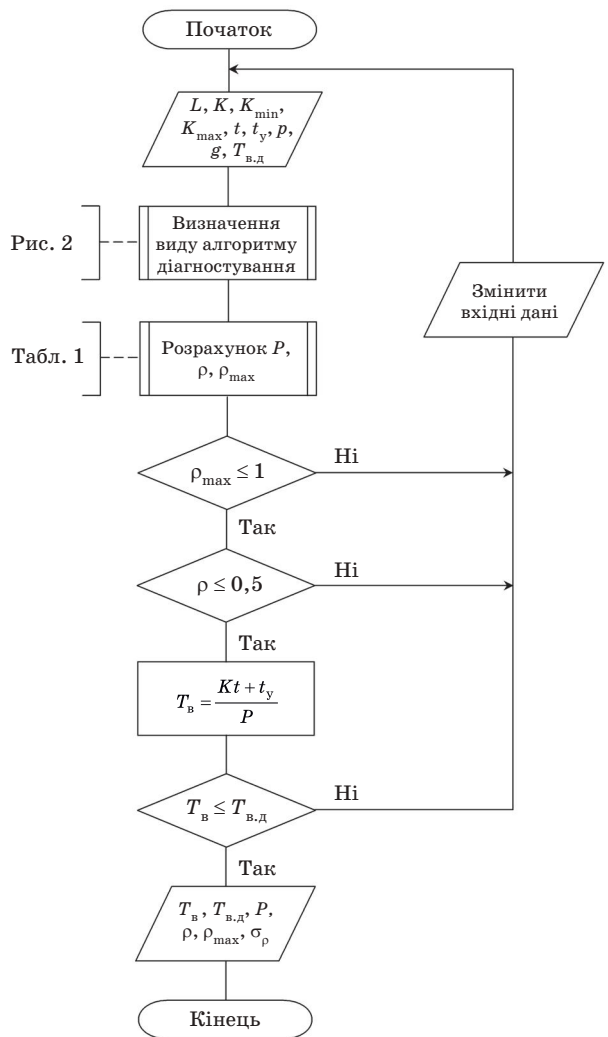 Початок
L, K, K_min,
K_max, t, t_у, p,
g, T_в.д
Рис. 2
Визначення
виду алгоритму
діагностування
Змінити
вхідні дані
Табл. 1
Розрахунок P,
ρ, ρ_max
ρ_max ≤ 1
Ні
Так
ρ ≤ 0,5
Ні
Так
T_в = (Kt + t_у) / P
T_в ≤ T_в.д
Ні
Так
T_в, T_в.д, P,
ρ, ρ_max, σ_ρ
Кінець